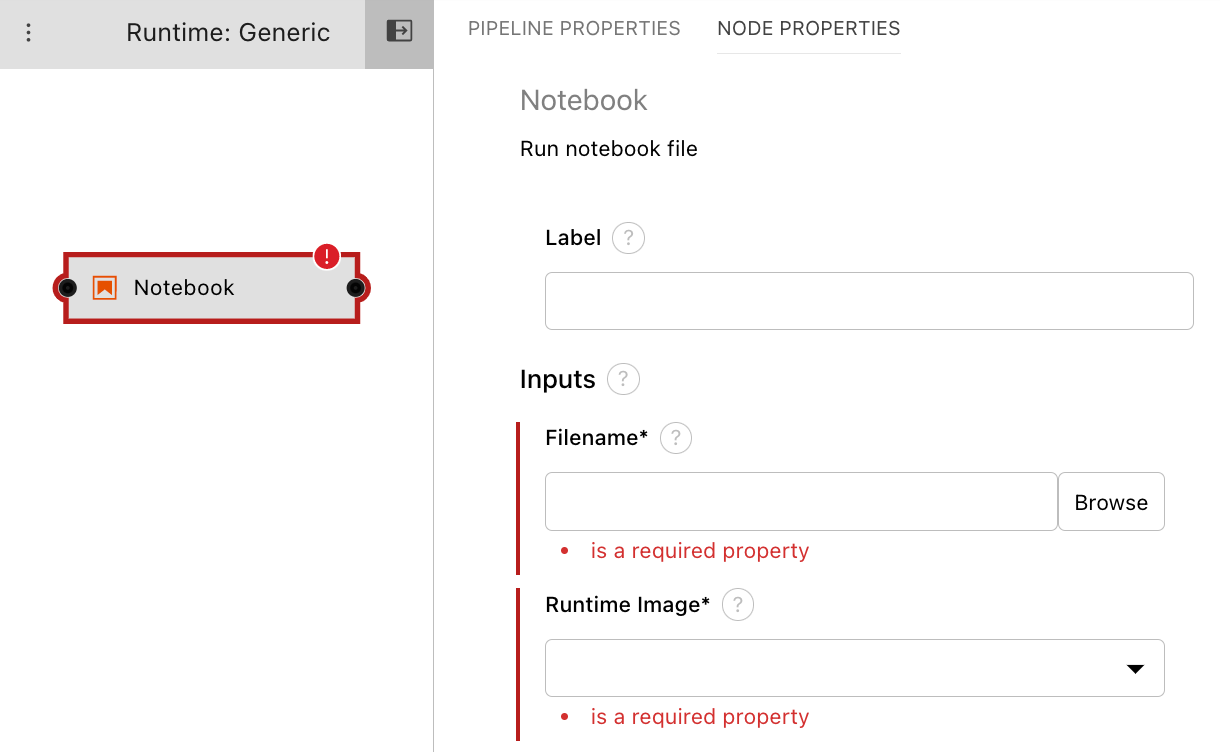 Runtime: Generic
PIPELINE PROPERTIES
NODE PROPERTIES
Notebook
Notebook
Run notebook file
Label ?
Inputs ?
Filename* ?
Browse
• is a required property
Runtime Image* ?
• is a required property